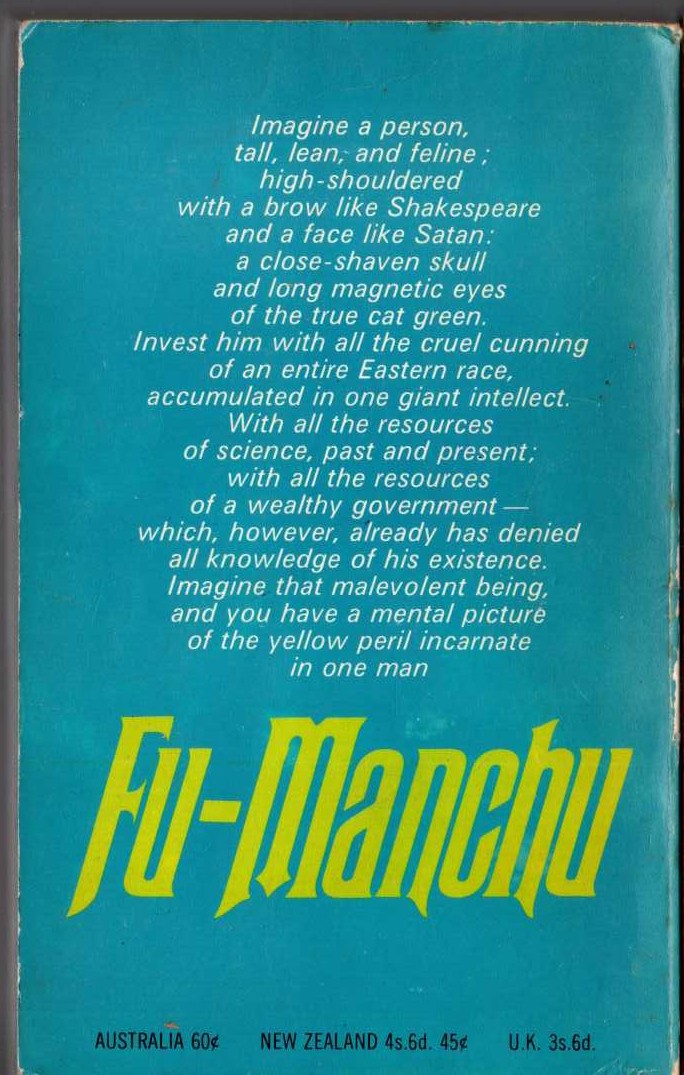 Imagine a person,
tall, lean, and feline;
high-shouldered
with a brow like Shakespeare
and a face like Satan:
a close-shaven skull
and long magnetic eyes
of the true cat green.
Invest him with all the cruel cunning
of an entire Eastern race,
accumulated in one giant intellect.
With all the resources
of science, past and present;
with all the resources
of a wealthy government—
which, however, already has denied
all knowledge of his existence.
Imagine that malevolent being,
and you have a mental picture
of the yellow peril incarnate
in one man
Fu-Manchu
AUSTRALIA 60¢ NEW ZEALAND 4s.6d. 45¢ U.K. 3s.6d.